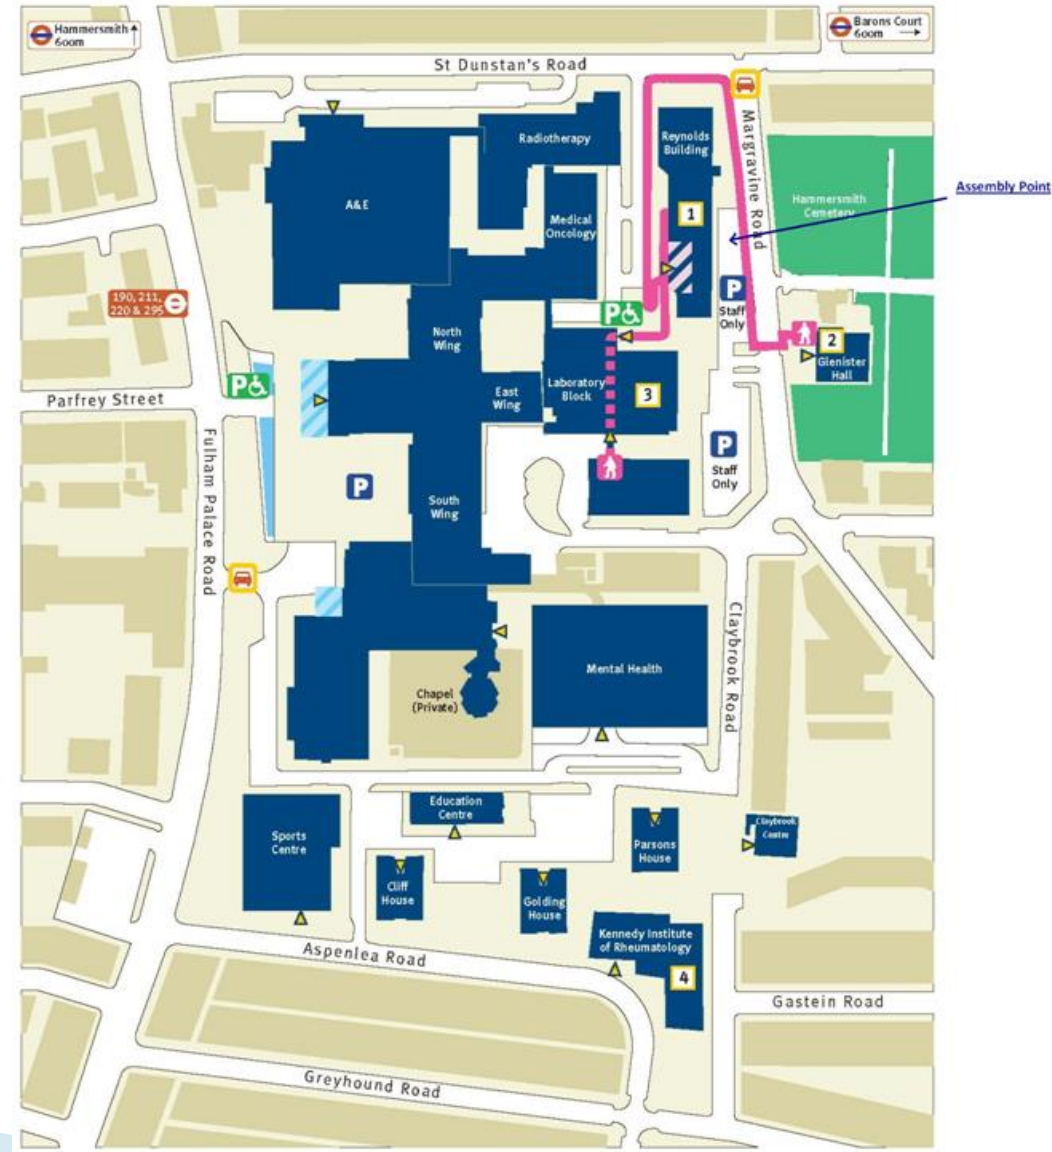 Hammersmith
600m
Barons Court
600m
St Dunstan's Road
Margravine Road
Radiotherapy
Reynolds
Building
Assembly Point
A&E
Medical
Oncology
1
Hammersmith
Cemetery
190, 211,
220 & 295
P
P
Staff
Only
North
Wing
2
Glenister
Hall
P
Parfrey Street
East
Wing
Laboratory
Block
3
Fulham Palace Road
P
P
Staff
Only
South
Wing
Claybrook Road
Mental Health
Chapel
(Private)
Education
Centre
Sports
Centre
Parsons
House
Claybrook
Centre
Cliff
House
Golding
House
Kennedy Institute
of Rheumatology
4
Aspenlea Road
Gastein Road
Greyhound Road